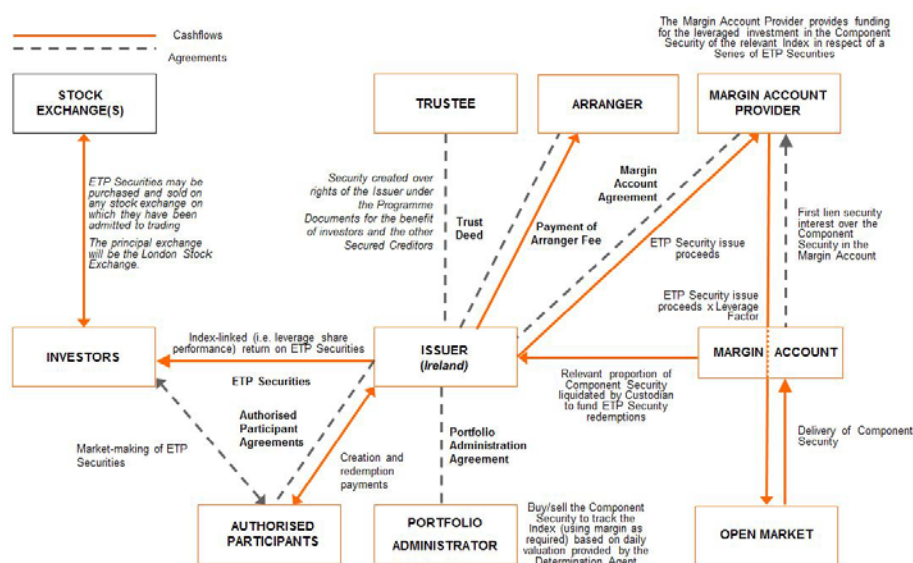 Cashflows
Agreements
The Margin Account Provider provides funding
for the leveraged investment in the Component
Security of the relevant Index in respect of a
Series of ETP Securities
STOCK
EXCHANGE(S)
TRUSTEE
ARRANGER
MARGIN ACCOUNT
PROVIDER
ETP Securities may be
purchased and sold on
any stock exchange on
which they have been
admitted to trading
The principal exchange
will be the London Stock
Exchange.
Security created over
rights of the Issuer under
the Programme
Documents for the benefit
of investors and the other
Secured Creditors
Trust
Deed
Payment of
Arranger Fee
Margin
Account
Agreement
ETP Security issue
proceeds
First lien security
interest over the
Component
Security in the
Margin Account
ETP Security issue
proceeds x Leverage
Factor
INVESTORS
Index-linked (i.e. leverage share
performance) return on ETP Securities
ISSUER
(Ireland)
MARGIN ACCOUNT
ETP Securities
Relevant proportion of
Component Security
liquidated by Custodian
to fund ETP Security
redemptions
Authorised
Participant
Agreements
Market-making of ETP
Securities
Creation and
redemption
payments
Portfolio
Administration
Agreement
Delivery of Component
Security
AUTHORISED
PARTICIPANTS
PORTFOLIO
ADMINISTRATOR
Buy/sell the Component
Security to track the
Index (using margin as
required) based on daily
valuation provided by the
Determination Agent
OPEN MARKET